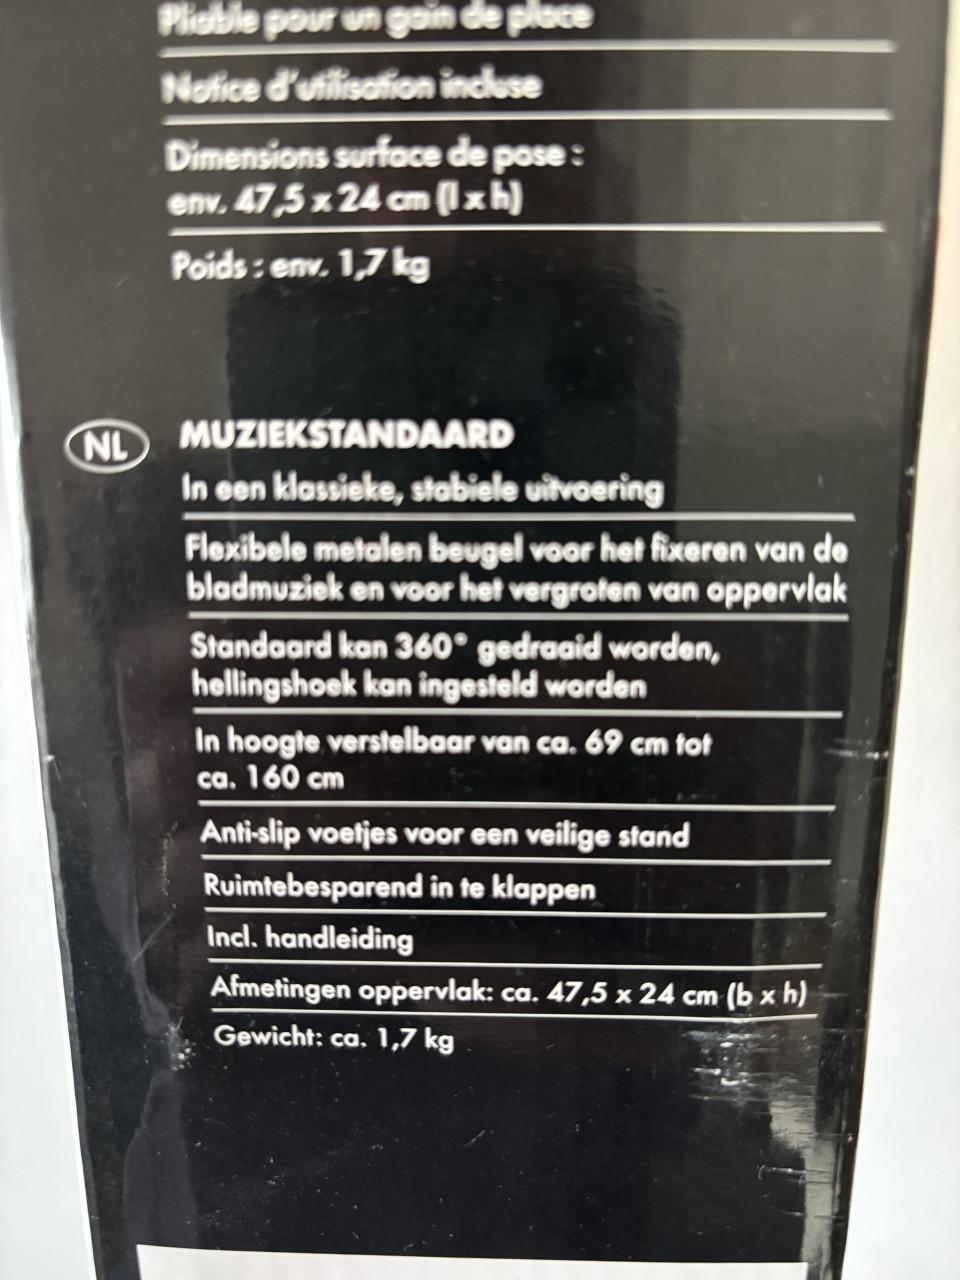 Pliable pour un gain de place
Notice d'utilisation incluse
Dimensions surface de pose :
env. 47,5 x 24 cm (l x h)
Poids : env. 1,7 kg
NL
MUZIEKSTANDAARD
In een klassieke, stabiele uitvoering
Flexibele metalen beugel voor het fixeren van de
bladmuziek en voor het vergroten van oppervlak
Standaard kan 360° gedraaid worden,
hellingshoek kan ingesteld worden
In hoogte verstelbaar van ca. 69 cm tot
ca. 160 cm
Anti-slip voetjes voor een veilige stand
Ruimtebesparend in te klappen
Incl. handleiding
Afmetingen oppervlak: ca. 47,5 x 24 cm (b x h)
Gewicht: ca. 1,7 kg